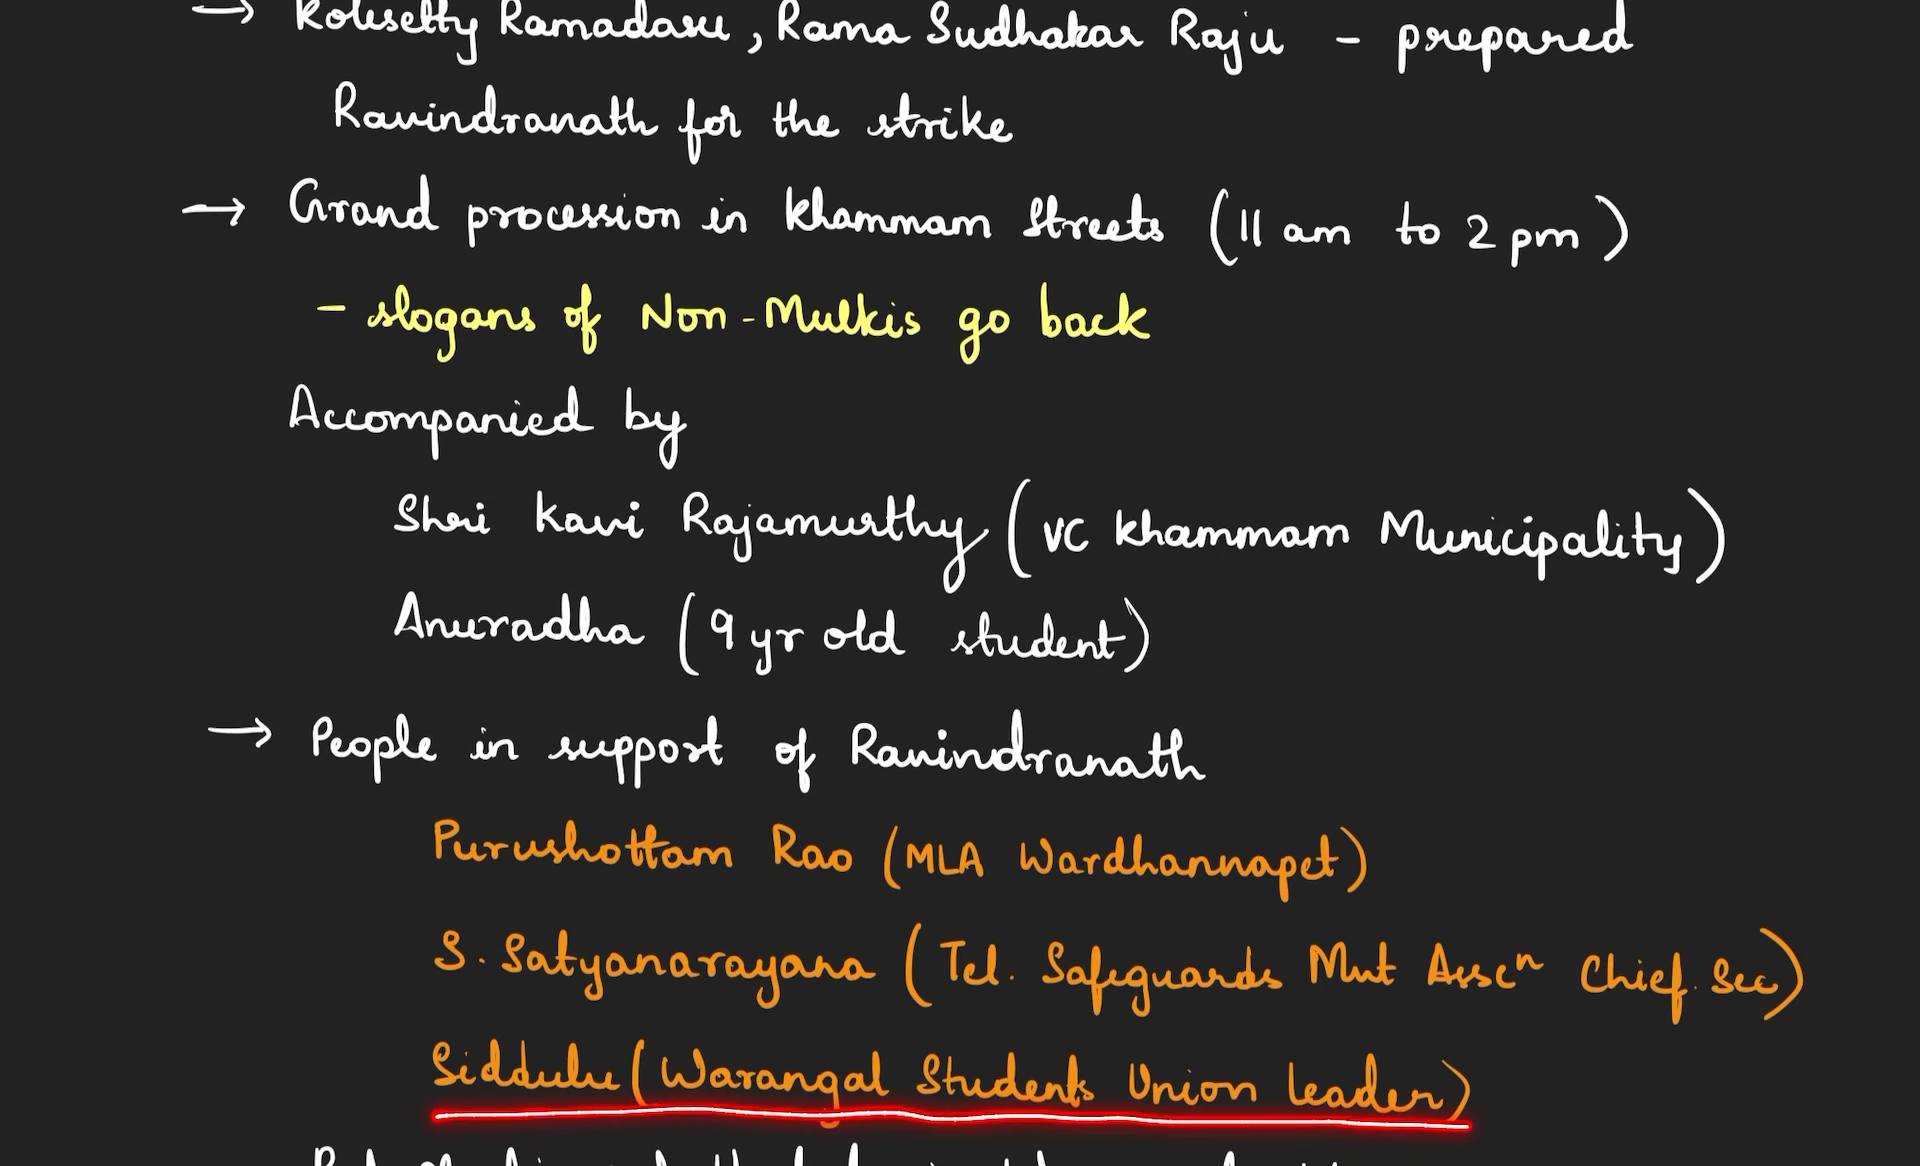 → Kolisetty Ramadasu, Rama Sudhakar Raju - prepared
Ravindranath for the strike
→ Grand procession in Khammam Streets (11 am to 2 pm)
- slogans of Non-Mulkis go back
Accompanied by
Shri Kavi Rajamurthy (VC Khammam Municipality)
Anuradha (9 yr old student)
→ People in support of Ravindranath
Purushottam Rao (MLA Wardhannapet)
S. Satyanarayana (Tel. Safeguards Mut Asscn Chief. Sec)
Siddulu (Warangal Students Union leader)